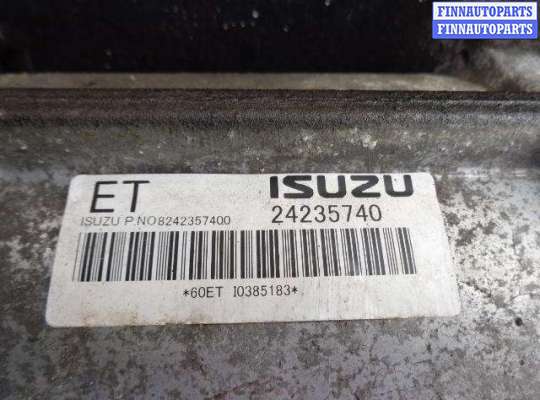 FINNAUTOPARTS
FINNAUTOPARTS
ET ISUZU
ISUZU P.NO8242357400 24235740
*60ET I0385183*